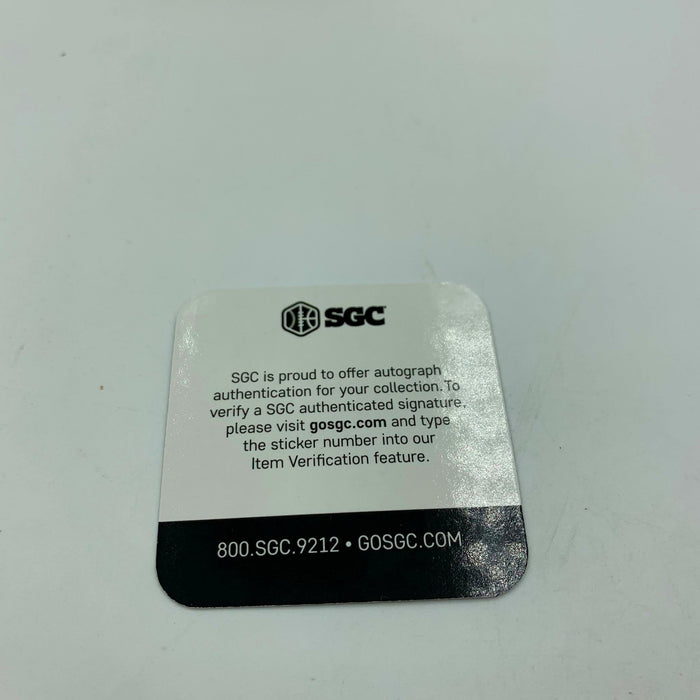 SGC
SGC is proud to offer autograph
authentication for your collection. To
verify a SGC authenticated signature,
please visit gosgc.com and type
the sticker number into our
Item Verification feature.
800.SGC.9212 • GOSGC.COM